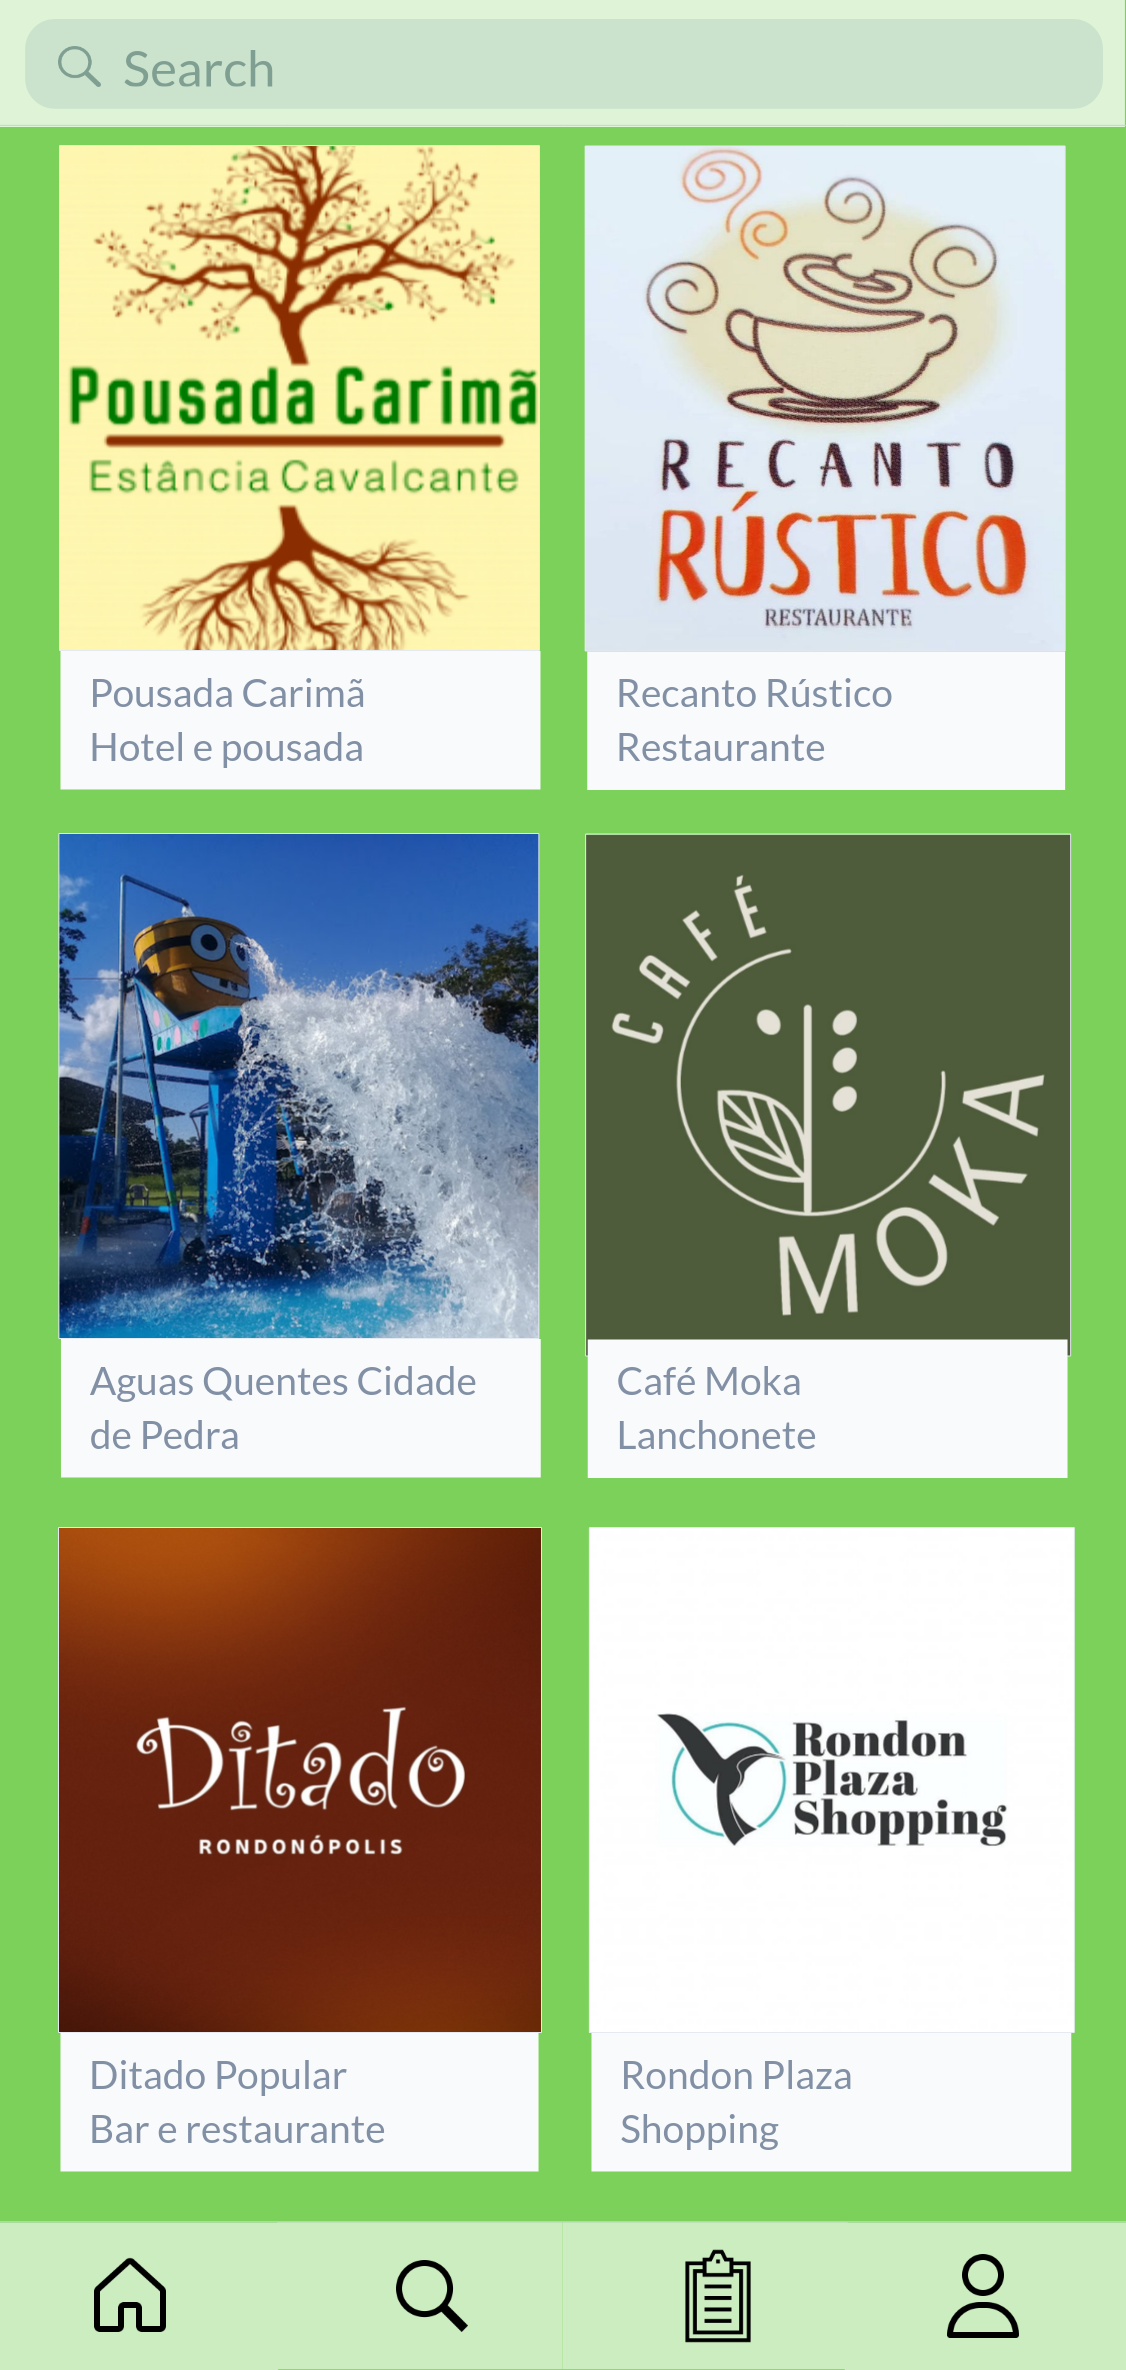 Search
Pousada Carimã
Estância Cavalcante
Pousada Carimã
Hotel e pousada
RECANTO
RÚSTICO
RESTAURANTE
Recanto Rústico
Restaurante
Aguas Quentes Cidade
de Pedra
CAFÉ
MOKA
Café Moka
Lanchonete
Ditado
RONDONÓPOLIS
Ditado Popular
Bar e restaurante
Rondon
Plaza
Shopping
Rondon Plaza
Shopping